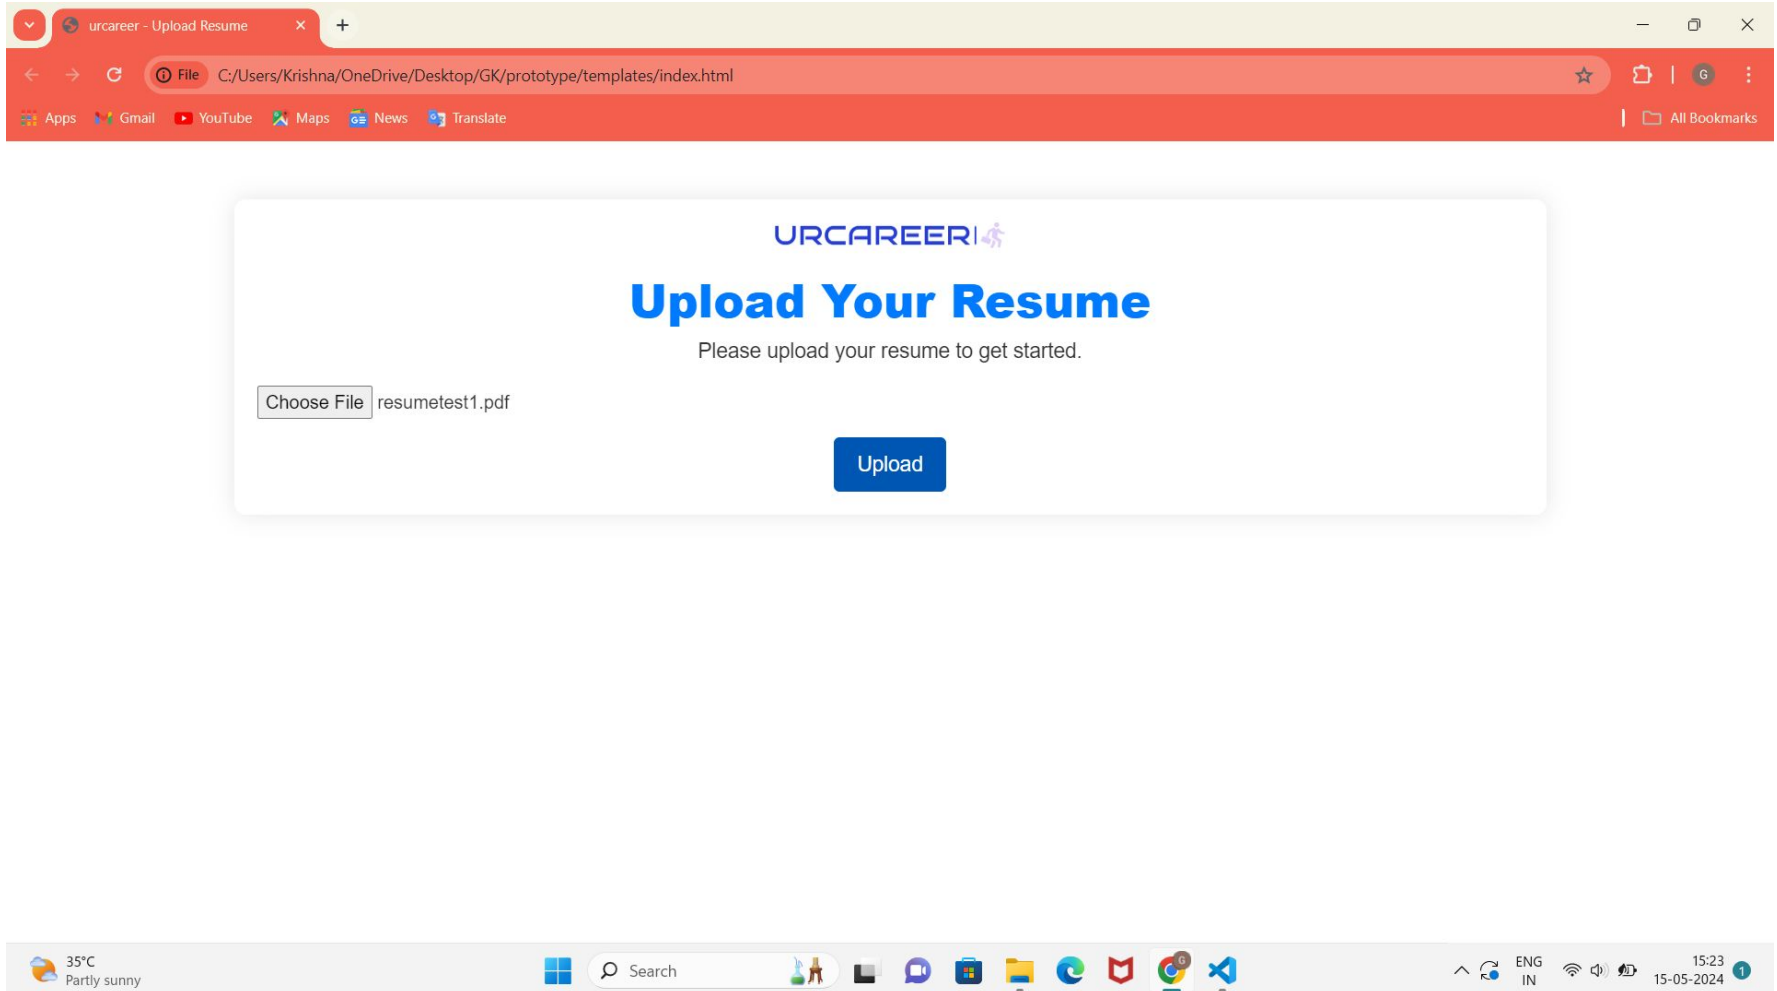 urcareer - Upload Resume
File C:/Users/Krishna/OneDrive/Desktop/GK/prototype/templates/index.html G
Apps Gmail YouTube Maps News Translate All Bookmarks
URCAREER
Upload Your Resume
Please upload your resume to get started.
Choose File resumetest1.pdf
Upload
35°C
Partly sunny
Search
G
ENG
IN
15:23
15-05-2024
1